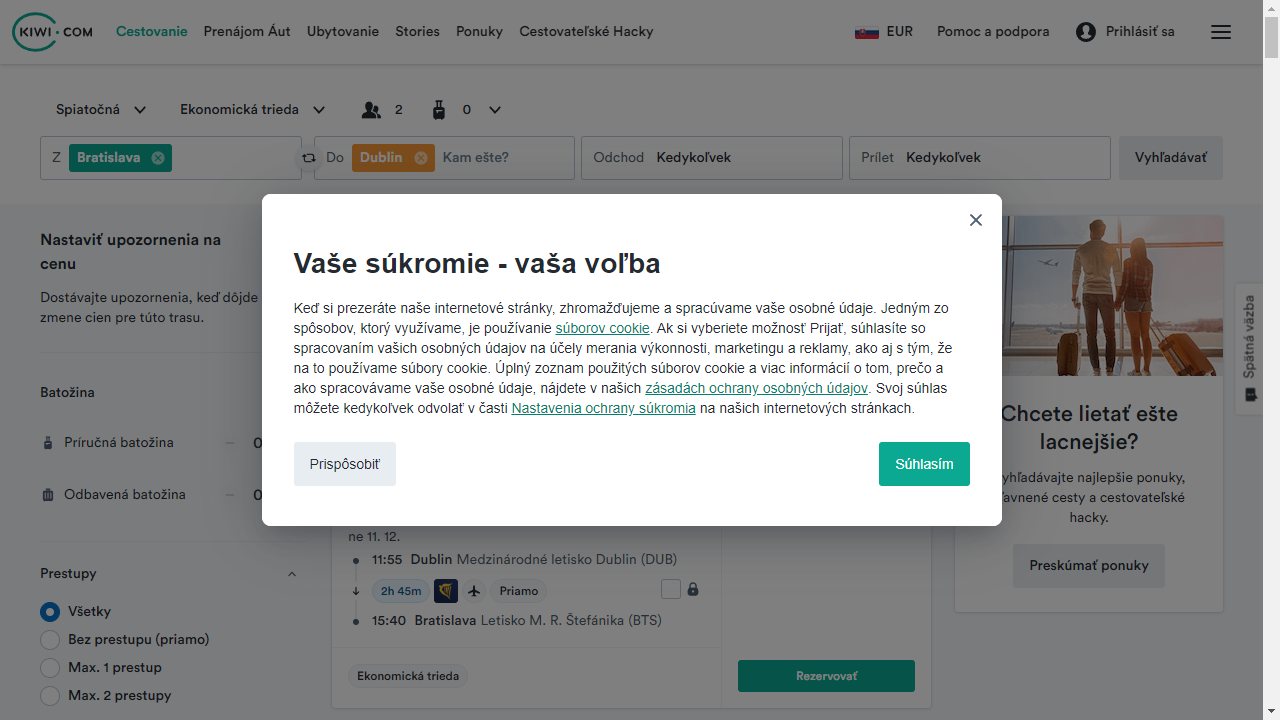 KIWI.COM Cestovanie Prenájom Áut Ubytovanie Stories Ponuky Cestovateľské Hacky EUR Pomoc a podpora Prihlásiť sa
Spiatočná Ekonomická trieda 2 0
Z Bratislava Do Dublin Kam ešte? Odchod Kedykoľvek Prílet Kedykoľvek Vyhľadávať
Nastaviť upozornenia na
cenu
Dostávajte upozornenia, keď dôjde
zmene cien pre túto trasu.
Batožina
Príručná batožina 0
Odbavená batožina 0
Prestupy
Všetky
Bez prestupu (priamo)
Max. 1 prestup
Max. 2 prestupy
Vaše súkromie - vaša voľba
Keď si prezeráte naše internetové stránky, zhromažďujeme a spracúvame vaše osobné údaje. Jedným zo
spôsobov, ktorý využívame, je používanie súborov cookie. Ak si vyberiete možnosť Prijať, súhlasíte so
spracovaním vašich osobných údajov na účely merania výkonnosti, marketingu a reklamy, ako aj s tým, že
na to používame súbory cookie. Úplný zoznam použitých súborov cookie a viac informácií o tom, prečo a
ako spracovávame vaše osobné údaje, nájdete v našich zásadách ochrany osobných údajov. Svoj súhlas
môžete kedykoľvek odvolať v časti Nastavenia ochrany súkromia na našich internetových stránkach.
Prispôsobiť Súhlasím
ne 11. 12.
11:55 Dublin Medzinárodné letisko Dublin (DUB)
2h 45m Priamo
15:40 Bratislava Letisko M. R. Štefánika (BTS)
Ekonomická trieda Rezervovať
Chcete lietať ešte
lacnejšie?
yhľadávajte najlepšie ponuky,
ľavnené cesty a cestovateľské
hacky.
Preskúmať ponuky
Spätná väzba